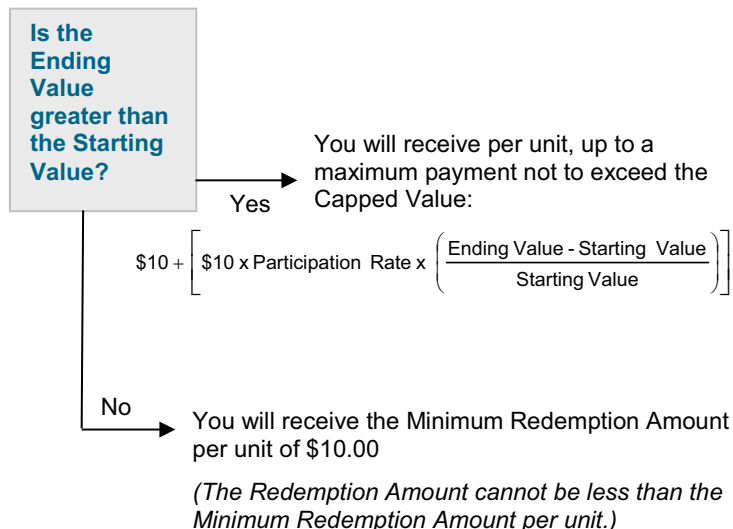 Is the
Ending
Value
greater than
the Starting
Value?
Yes
You will receive per unit, up to a
maximum payment not to exceed the
Capped Value:
$10 + [ $10 x Participation Rate x ( Ending Value - Starting Value
Starting Value ) ]
No
You will receive the Minimum Redemption Amount
per unit of $10.00
(The Redemption Amount cannot be less than the
Minimum Redemption Amount per unit.)